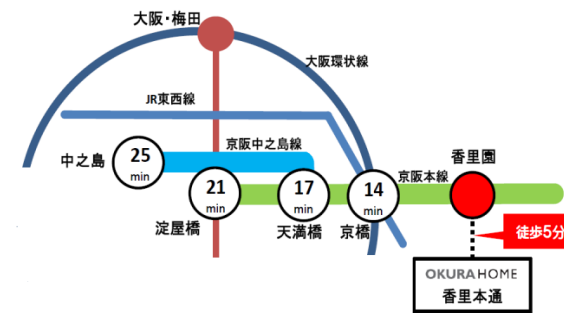 大阪・梅田
大阪環状線
JR東西線
京阪中之島線
中之島
25
min
香里園
京阪本線
21
min
17
min
14
min
淀屋橋
天満橋
京橋
徒歩5分
OKURA HOME
香里本通